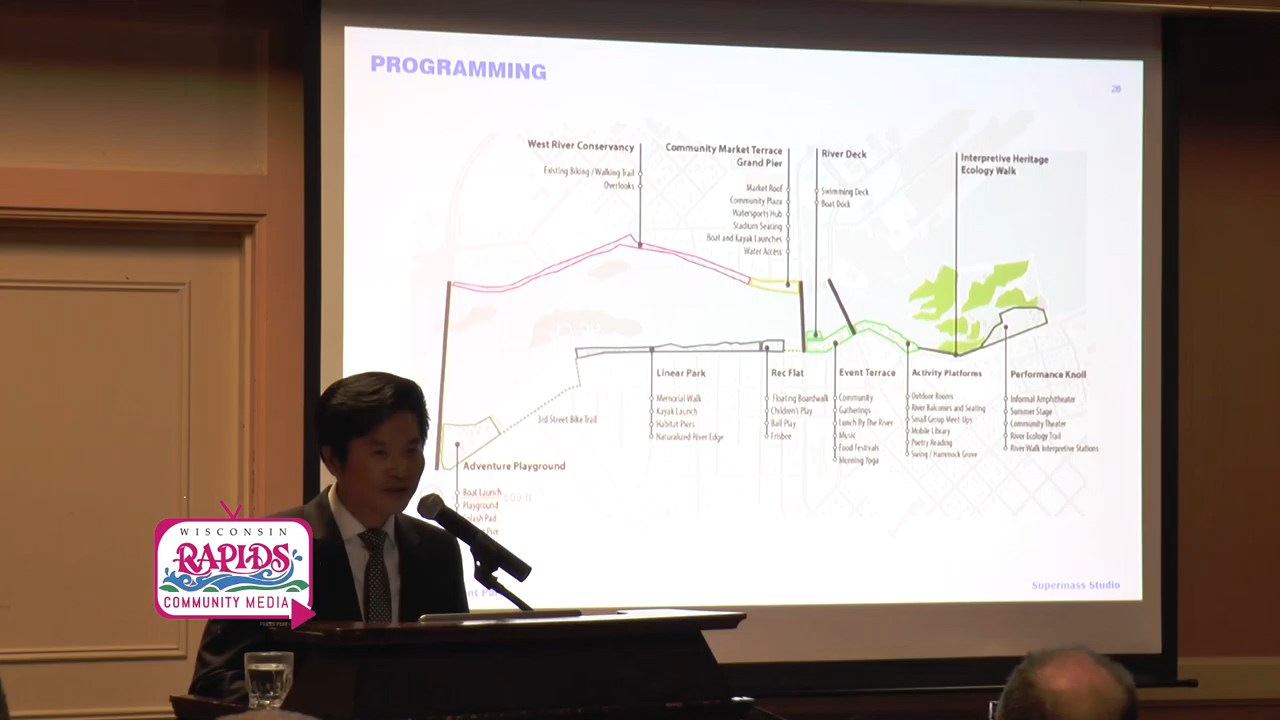 PROGRAMMING
20
West River Conservancy
Existing Biking / Walking Trail
Overlooks
Community Market Terrace
Grand Pier
Market Roof
Community Plaza
Watersports Hub
Stadium Seating
Boat and Kayak Launches
Water Access
River Deck
Swimming Deck
Boat Dock
Interpretive Heritage
Ecology Walk
Linear Park
Memorial Walk
Kayak Launch
Habitat Piers
Naturalized River Edge
Rec Flat
Floating Boardwalk
Children's Play
Ball Play
Frisbee
Event Terrace
Community
Gatherings
Lunch By The River
Music
Food Festivals
Morning Yoga
Activity Platforms
Outdoor Rooms
River Balconies and Seating
Small Group Meet-Ups
Mobile Library
Poetry Reading
Swing / Hammock Grove
Performance Knoll
Informal Amphitheater
Summer Stage
Community Theater
River Ecology Trail
River Walk Interpretive Stations
3rd Street Bike Trail
Adventure Playground
Boat Launch
Playground
Splash Pad
Pier
600 ft
Supermass Studio
WISCONSIN
RAPIDS
COMMUNITY MEDIA